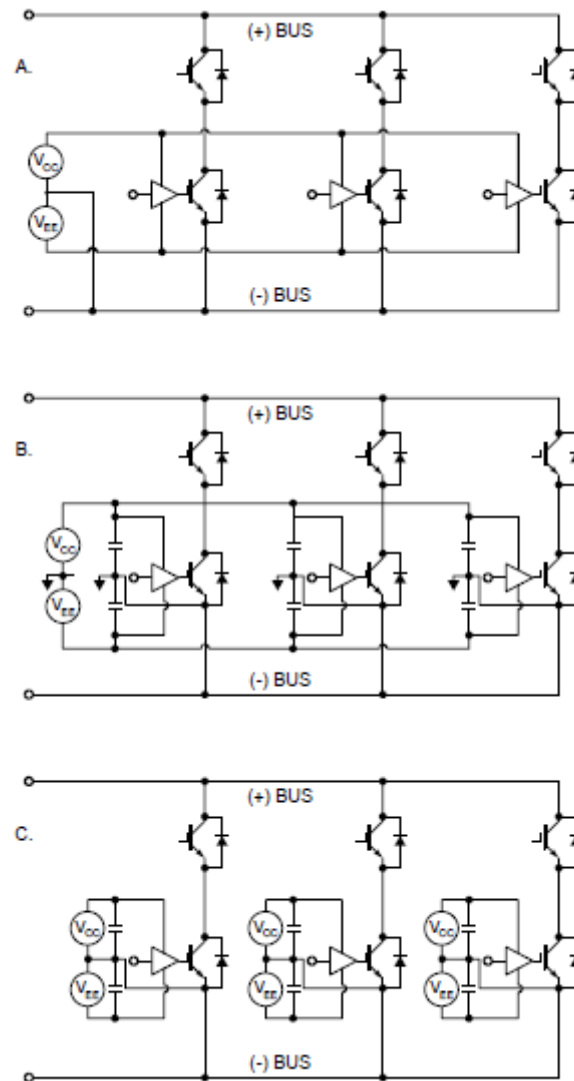 (+) BUS
A.
VCC
VEE
(-) BUS
(+) BUS
B.
VCC
VEE
(-) BUS
(+) BUS
C.
VCC VCC VCC
VEE VEE VEE
(-) BUS